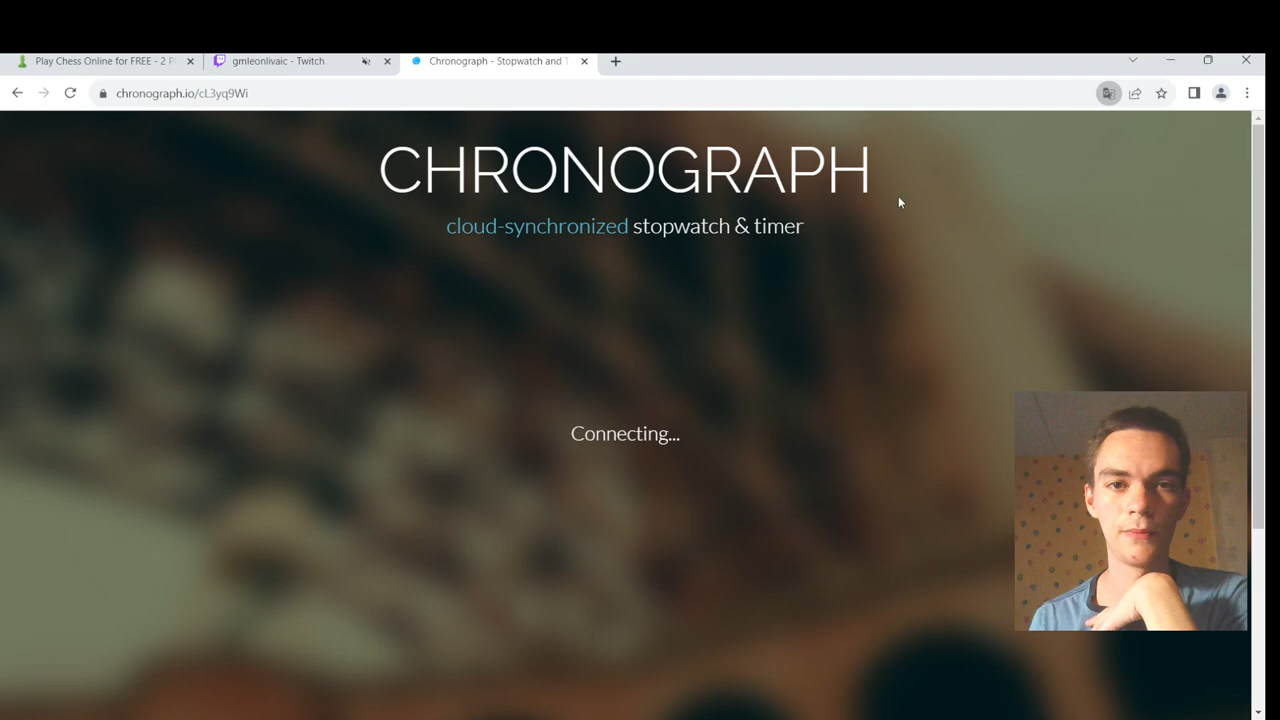 Play Chess Online for FREE - 2 P
gmleonlivaic - Twitch
Chronograph - Stopwatch and T
chronograph.io/cL3yq9Wi
CHRONOGRAPH
cloud-synchronized stopwatch & timer
Connecting...